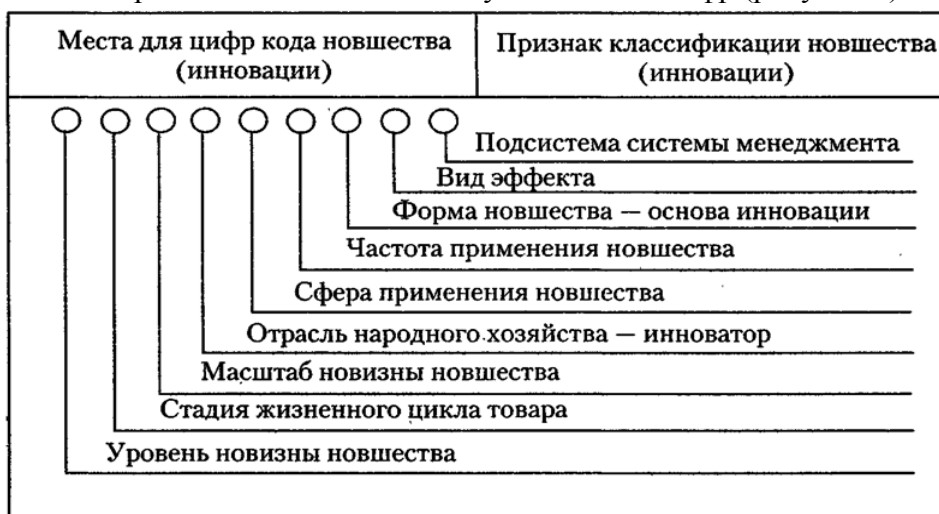 Места для цифр кода новшества
(инновации)
Признак классификации новшества
(инновации)
Подсистема системы менеджмента
Вид эффекта
Форма новшества — основа инновации
Частота применения новшества
Сфера применения новшества
Отрасль народного хозяйства — инноватор
Масштаб новизны новшества
Стадия жизненного цикла товара
Уровень новизны новшества